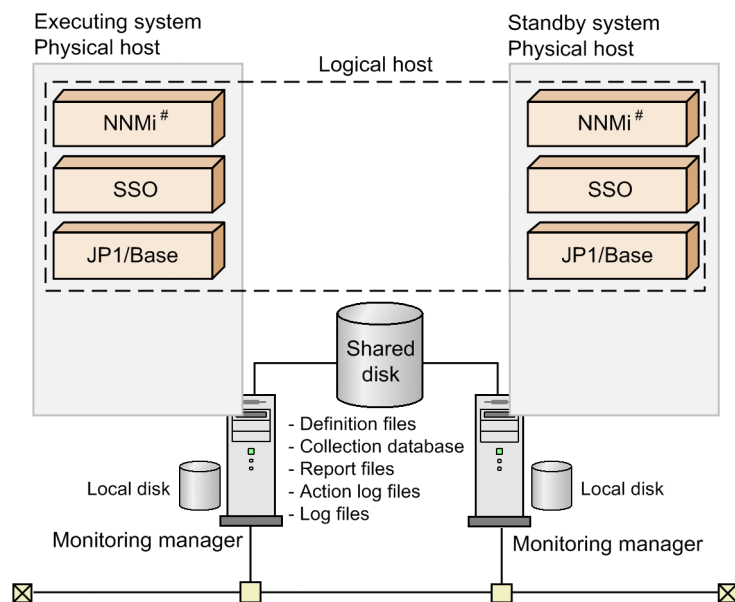 Executing system
Physical host
Standby system
Physical host
Logical host
NNMi #
NNMi #
SSO
SSO
JP1/Base
JP1/Base
Shared
disk
- Definition files
- Collection database
- Report files
- Action log files
- Log files
Local disk
Local disk
Monitoring manager
Monitoring manager